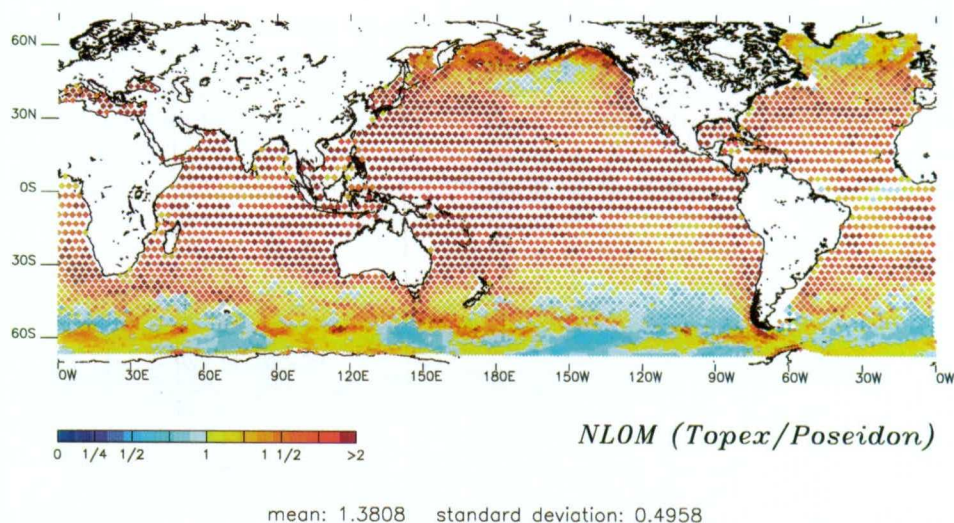 60N
30N
0S
30S
60S
0W 30E 60E 90E 120E 150E 180E 150W 120W 90W 60W 30W 0W
0 1/4 1/2 1 1 1/2 >2
NLOM (Topex/Poseidon)
mean: 1.3808 standard deviation: 0.4958